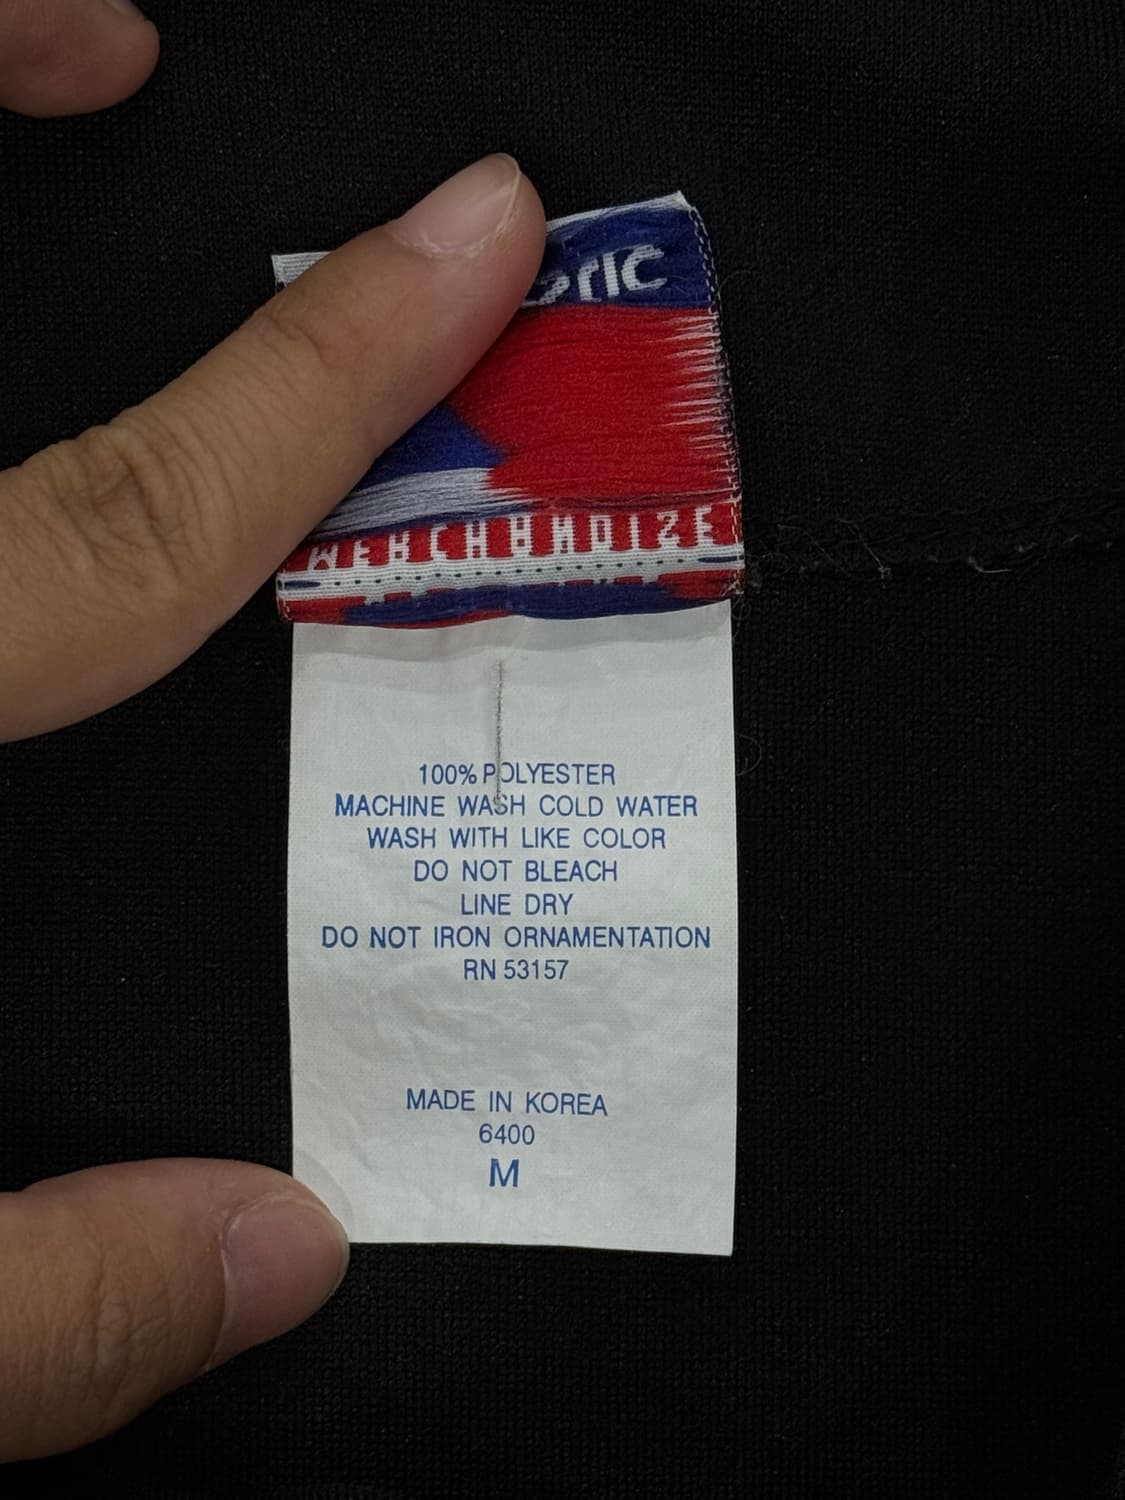 MERCHANDIZE
100% POLYESTER
MACHINE WASH COLD WATER
WASH WITH LIKE COLOR
DO NOT BLEACH
LINE DRY
DO NOT IRON ORNAMENTATION
RN 53157
MADE IN KOREA
6400
M